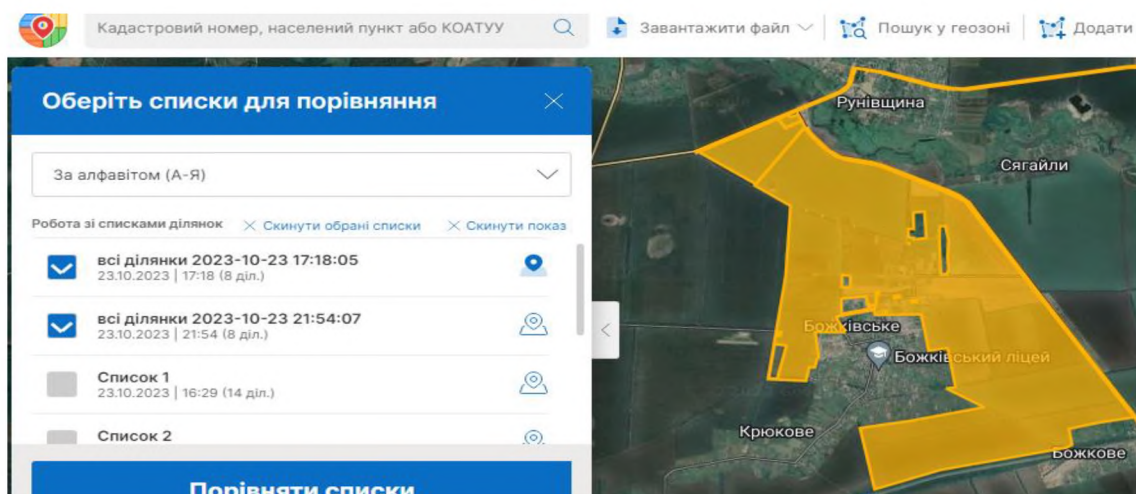 Кадастровий номер, населений пункт або КОАТУУ
Завантажити файл
Пошук у геозоні
Додати
Оберіть списки для порівняння
За алфавітом (А-Я)
Робота зі списками ділянок
Скинути обрані списки
Скинути показ
всі ділянки 2023-10-23 17:18:05
23.10.2023 | 17:18 (8 діл.)
всі ділянки 2023-10-23 21:54:07
23.10.2023 | 21:54 (8 діл.)
Список 1
23.10.2023 | 16:29 (14 діл.)
Список 2
Порівняти списки
Рунівщина
Сягайли
Божківське
Божківський ліцей
Крюкове
Божкове